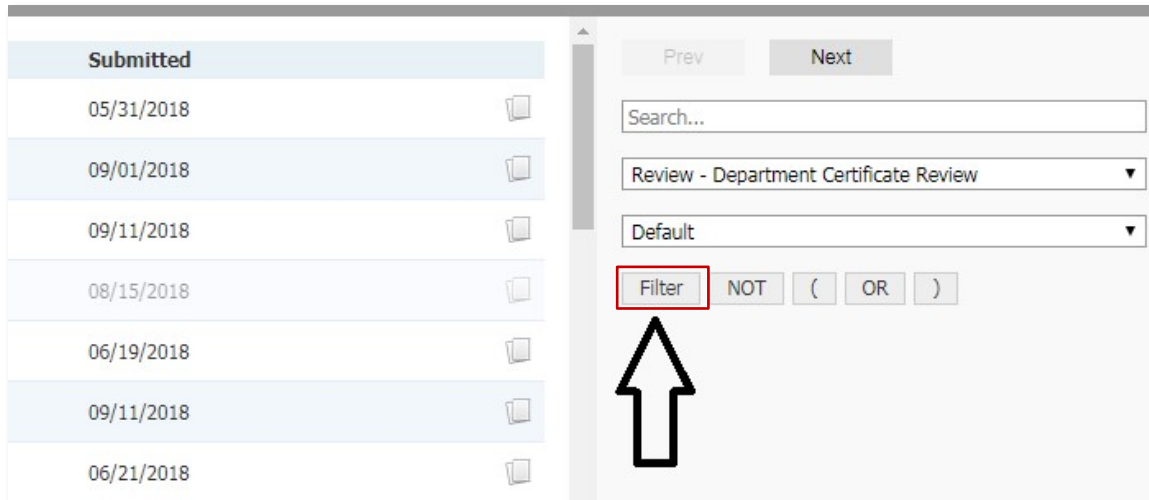 Submitted
05/31/2018
09/01/2018
09/11/2018
08/15/2018
06/19/2018
09/11/2018
06/21/2018
Prev Next
Search...
Review - Department Certificate Review
Default
Filter NOT ( OR )